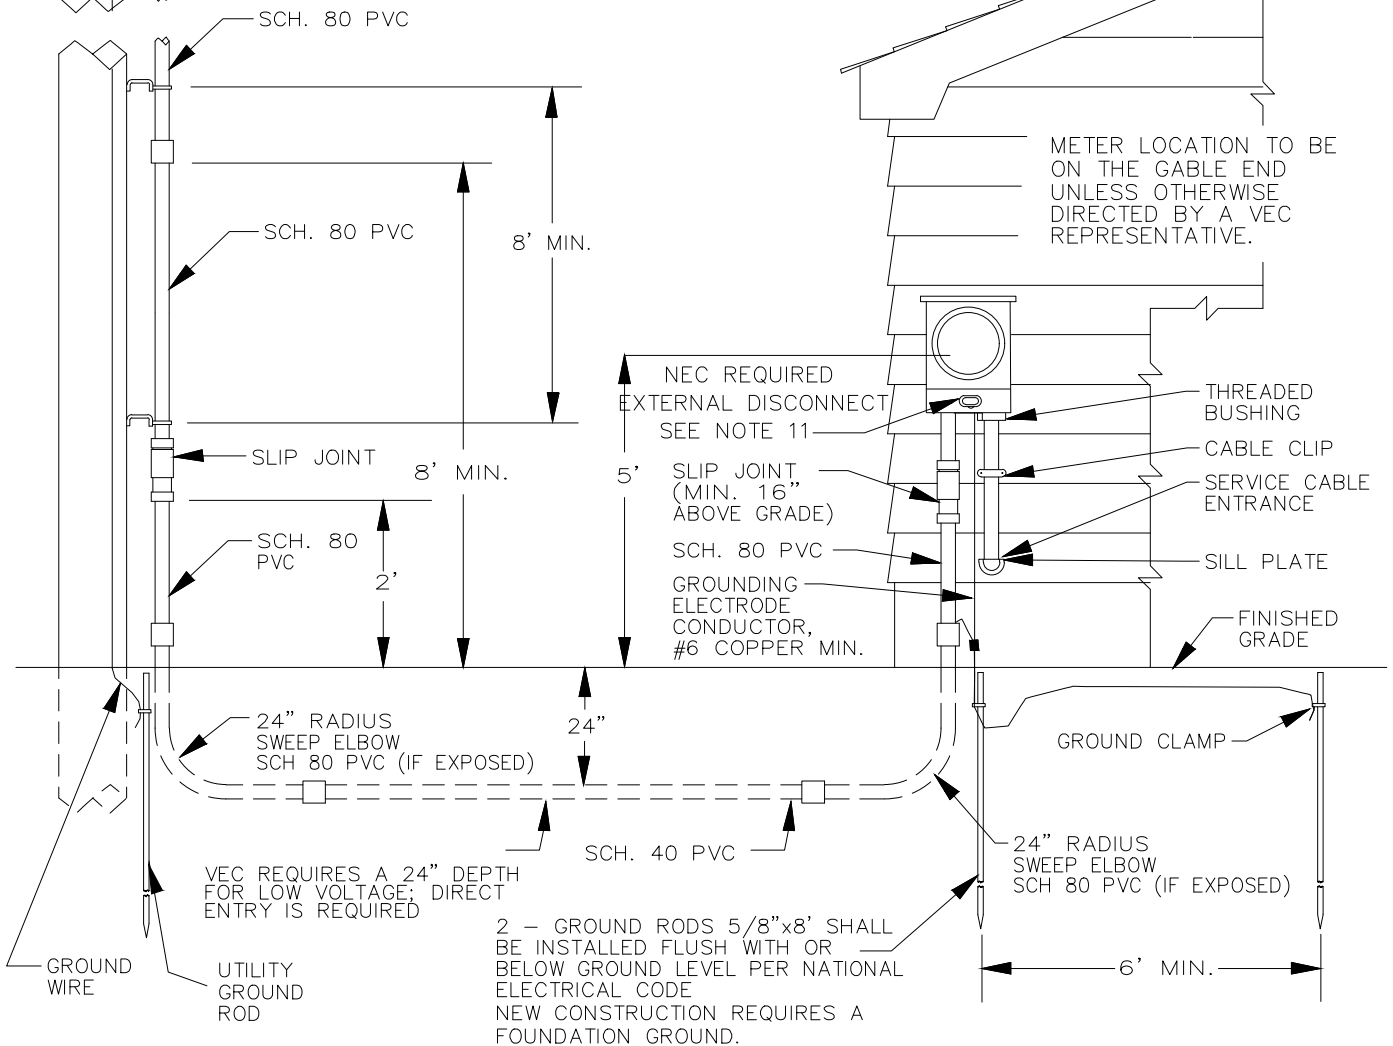 SCH. 80 PVC
METER LOCATION TO BE
ON THE GABLE END
UNLESS OTHERWISE
DIRECTED BY A VEC
REPRESENTATIVE.
SCH. 80 PVC
8' MIN.
NEC REQUIRED
EXTERNAL DISCONNECT
SEE NOTE 11
THREADED
BUSHING
SLIP JOINT
8' MIN.
5'
SLIP JOINT
(MIN. 16"
ABOVE GRADE)
CABLE CLIP
SERVICE CABLE
ENTRANCE
SCH. 80
PVC
2'
SCH. 80 PVC
SILL PLATE
GROUNDING
ELECTRODE
CONDUCTOR,
#6 COPPER MIN.
FINISHED
GRADE
24" RADIUS
SWEEP ELBOW
SCH 80 PVC (IF EXPOSED)
24"
GROUND CLAMP
SCH. 40 PVC
24" RADIUS
SWEEP ELBOW
SCH 80 PVC (IF EXPOSED)
VEC REQUIRES A 24" DEPTH
FOR LOW VOLTAGE; DIRECT
ENTRY IS REQUIRED
GROUND
WIRE
UTILITY
GROUND
ROD
2 - GROUND RODS 5/8"x8' SHALL
BE INSTALLED FLUSH WITH OR
BELOW GROUND LEVEL PER NATIONAL
ELECTRICAL CODE
NEW CONSTRUCTION REQUIRES A
FOUNDATION GROUND.
6' MIN.